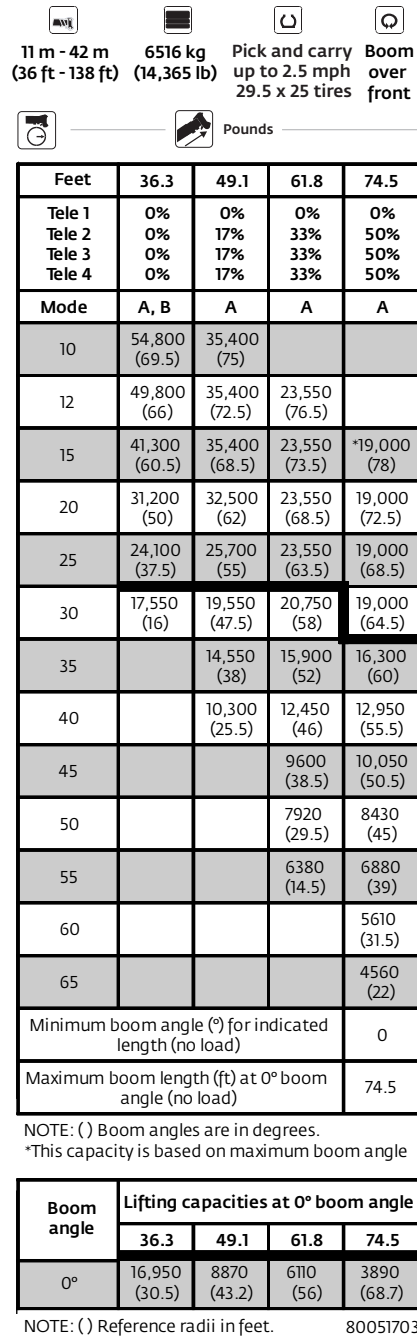 11 m - 42 m
(36 ft - 138 ft)
6516 kg
(14,365 lb)
Pick and carry
up to 2.5 mph
29.5 x 25 tires
Boom
over
front
Pounds
Feet 36.3 49.1 61.8 74.5
Tele 1 0% 0% 0% 0%
Tele 2 0% 17% 33% 50%
Tele 3 0% 17% 33% 50%
Tele 4 0% 17% 33% 50%
Mode A, B A A A
10 54,800 35,400
(69.5) (75)
12 49,800 35,400 23,550
(66) (72.5) (76.5)
15 41,300 35,400 23,550 *19,000
(60.5) (68.5) (73.5) (78)
20 31,200 32,500 23,550 19,000
(50) (62) (68.5) (72.5)
25 24,100 25,700 23,550 19,000
(37.5) (55) (63.5) (68.5)
30 17,550 19,550 20,750 19,000
(16) (47.5) (58) (64.5)
35 14,550 15,900 16,300
(38) (52) (60)
40 10,300 12,450 12,950
(25.5) (46) (55.5)
45 9600 10,050
(38.5) (50.5)
50 7920 8430
(29.5) (45)
55 6380 6880
(14.5) (39)
60 5610
(31.5)
65 4560
(22)
Minimum boom angle (º) for indicated
length (no load) 0
Maximum boom length (ft) at 0º boom
angle (no load) 74.5
NOTE: ( ) Boom angles are in degrees.
*This capacity is based on maximum boom angle
Boom
angle
Lifting capacities at 0º boom angle
36.3 49.1 61.8 74.5
0º 16,950 8870 6110 3890
(30.5) (43.2) (56) (68.7)
NOTE: ( ) Reference radii in feet. 80051703